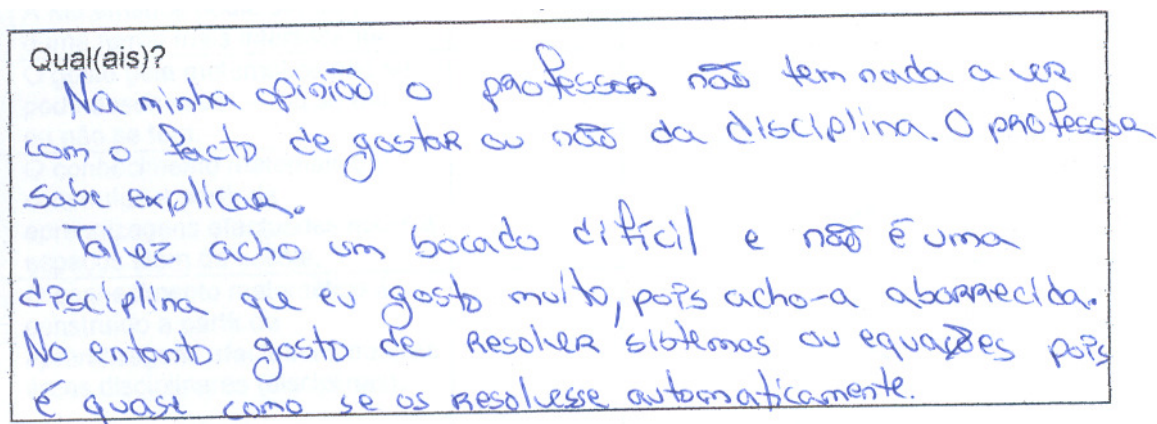 Qual(ais)?
Na minha opinião o professor não tem nada a ver
com o facto de gostar ou não da disciplina. O professor
sabe explicar.
Talvez acho um bocado difícil e não é uma
disciplina que eu gosto muito, pois acho-a aborrecida.
No entanto gosto de resolver sistemas ou equações pois
é quase como se os resolvesse automaticamente.